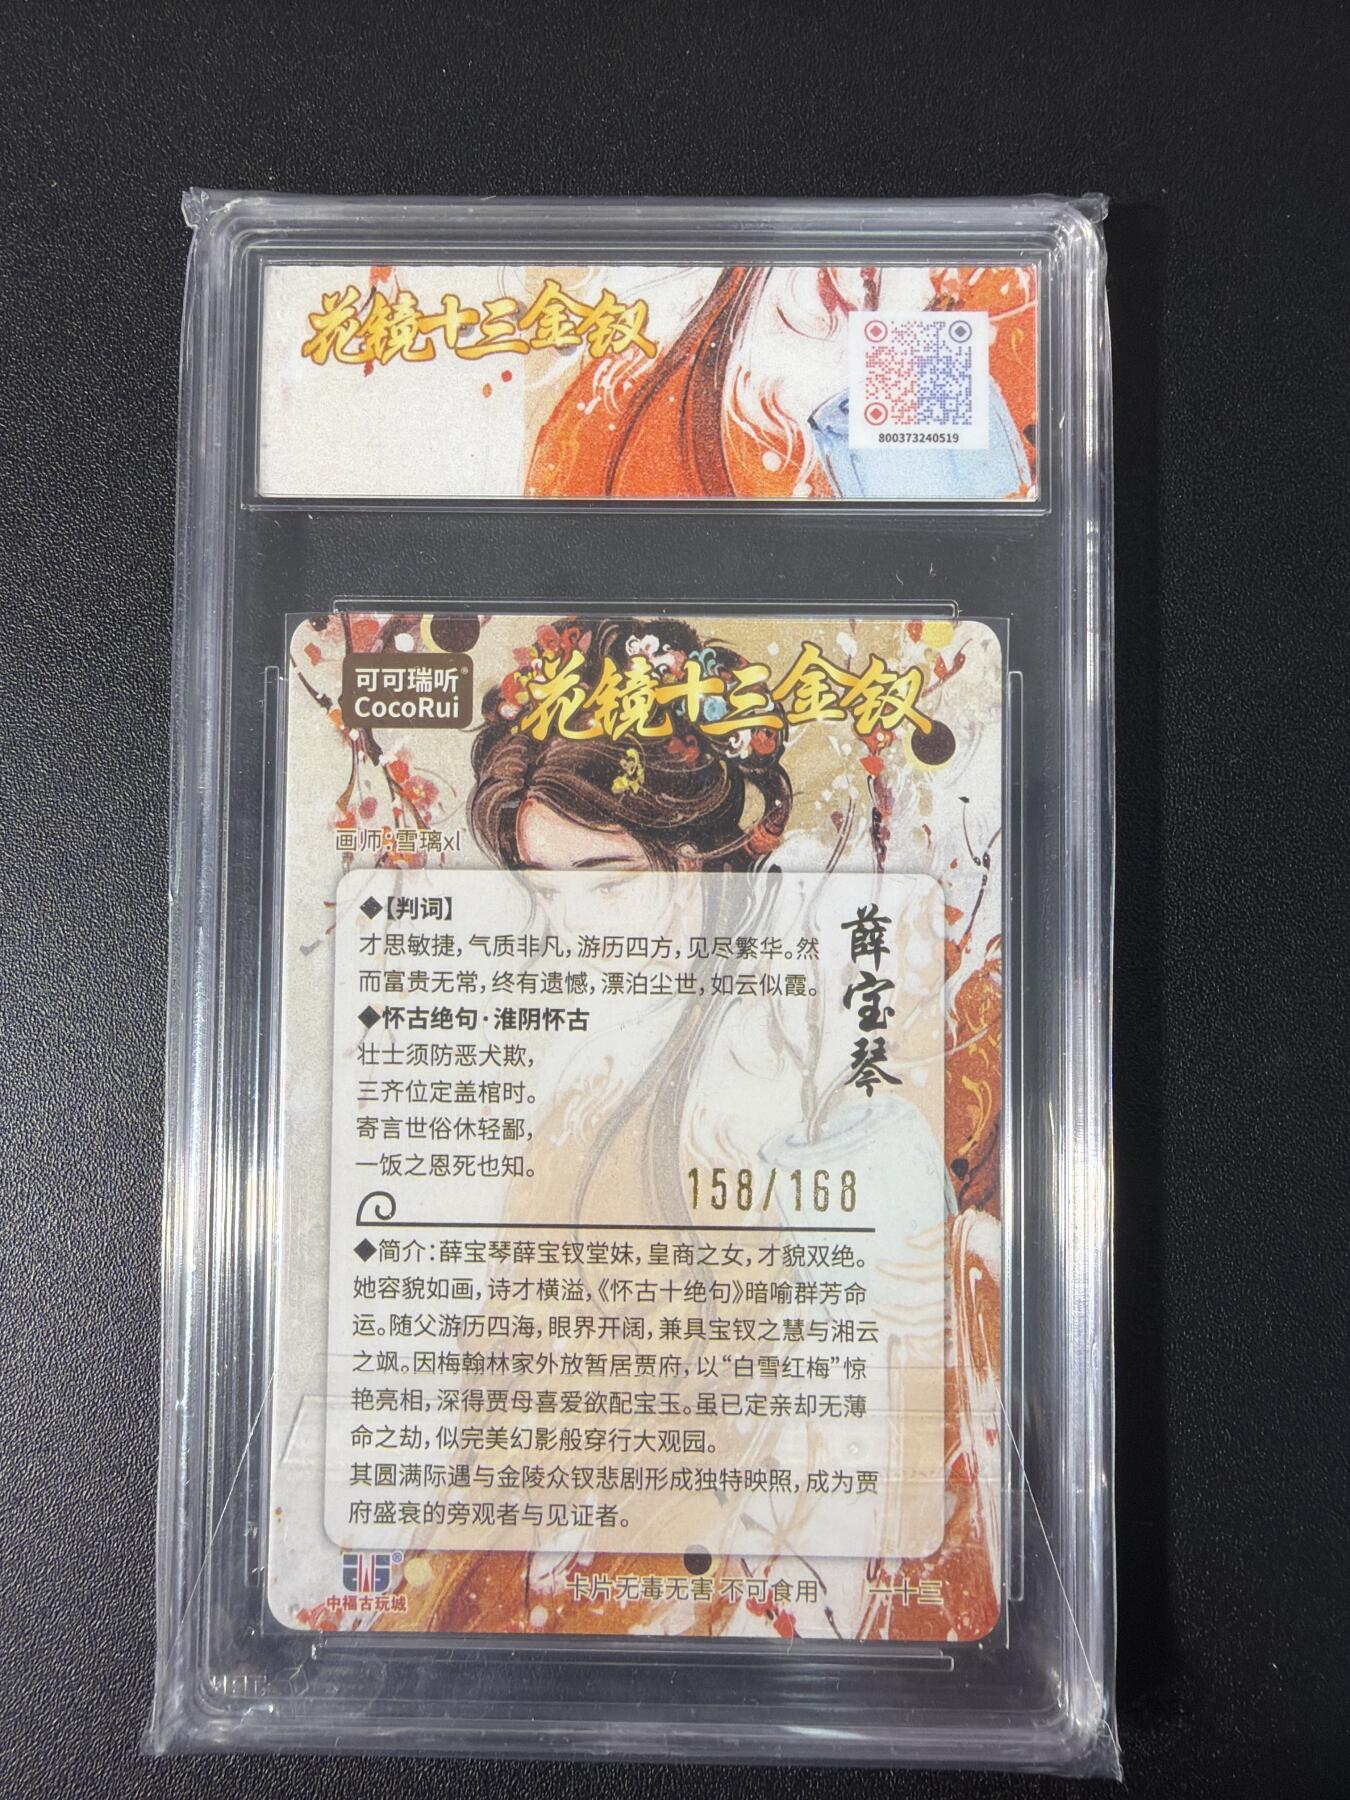 花镜十三金钗
800373240519
可可瑞听®
CocoRui
花镜十三金钗
画师:雪璃xl
◆【判词】
才思敏捷,气质非凡,游历四方,见尽繁华。然
而富贵无常,终有遗憾,漂泊尘世,如云似霞。
◆怀古绝句·淮阴怀古
壮士须防恶犬欺,
三齐位定盖棺时。
寄言世俗休轻鄙,
一饭之恩死也知。
薛宝琴
158/168
◆简介:薛宝琴薛宝钗堂妹,皇商之女,才貌双绝。
她容貌如画,诗才横溢,《怀古十绝句》暗喻群芳命
运。随父游历四海,眼界开阔,兼具宝钗之慧与湘云
之飒。因梅翰林家外放暂居贾府,以“白雪红梅”惊
艳亮相,深得贾母喜爱欲配宝玉。虽已定亲却无薄
命之劫,似完美幻影般穿行大观园。
其圆满际遇与金陵众钗悲剧形成独特映照,成为贾
府盛衰的旁观者与见证者。
®
中福古玩城
卡片无毒无害 不可食用
一十三